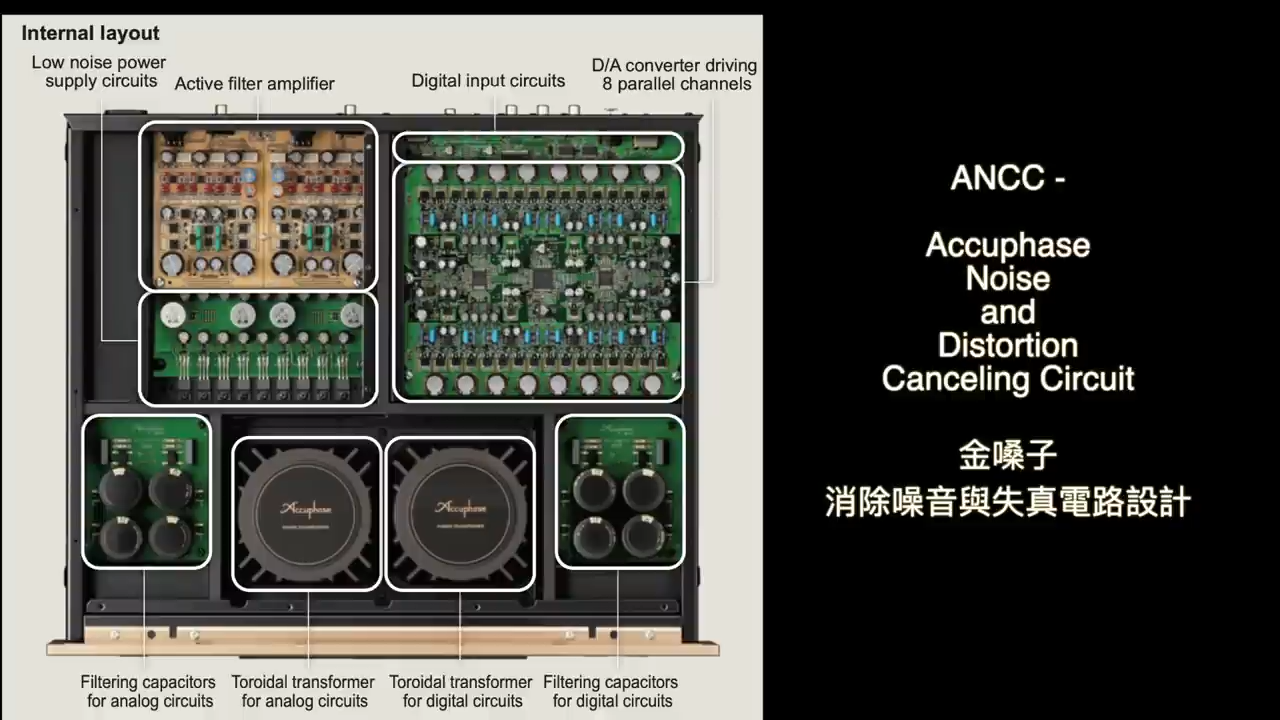 Internal layout
Low noise power
supply circuits
Active filter amplifier
Digital input circuits
D/A converter driving
8 parallel channels
Accuphase
Accuphase
Filtering capacitors
for analog circuits
Toroidal transformer
for analog circuits
Toroidal transformer
for digital circuits
Filtering capacitors
for digital circuits
ANCC -
Accuphase
Noise
and
Distortion
Canceling Circuit
金嗓子
消除噪音與失真電路設計